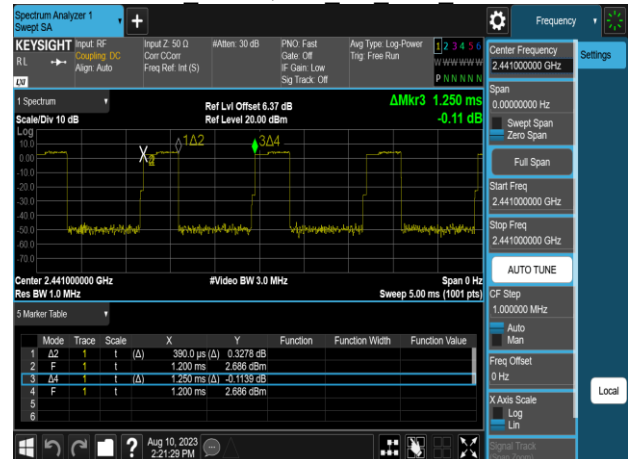 Spectrum Analyzer 1
Swept SA
Frequency
KEYSIGHT
RL
LXI
Input: RF
Coupling: DC
Align: Auto
Input Z: 50 Ω
Corr CCorr
Freq Ref: Int (S)
#Atten: 30 dB
PNO: Fast
Gate: Off
IF Gain: Low
Sig Track: Off
Avg Type: Log-Power
Trig: Free Run
1 2 3 4 5 6
W W W W W W
P N N N N N
1 Spectrum
Scale/Div 10 dB
Ref Lvl Offset 6.37 dB
Ref Level 20.00 dBm
ΔMkr3 1.250 ms
-0.11 dB
Log
10.0
0.00
-10.0
-20.0
-30.0
-40.0
-50.0
-60.0
-70.0
1Δ2
3Δ4
Center 2.441000000 GHz
Res BW 1.0 MHz
#Video BW 3.0 MHz
Span 0 Hz
Sweep 5.00 ms (1001 pts)
5 Marker Table
Mode Trace Scale X Y Function Function Width Function Value
1 Δ2 1 t (Δ) 390.0 µs (Δ) 0.3278 dB
2 F 1 t 1.200 ms 2.686 dBm
3 Δ4 1 t (Δ) 1.250 ms (Δ) -0.1139 dB
4 F 1 t 1.200 ms 2.686 dBm
5
6
Aug 10, 2023
2:21:29 PM
Center Frequency
2.441000000 GHz
Settings
Span
0.00000000 Hz
Swept Span
Zero Span
Full Span
Start Freq
2.441000000 GHz
Stop Freq
2.441000000 GHz
AUTO TUNE
CF Step
1.000000 MHz
Auto
Man
Freq Offset
0 Hz
X Axis Scale
Log
Lin
Local
Signal Track
(Span Zoom)